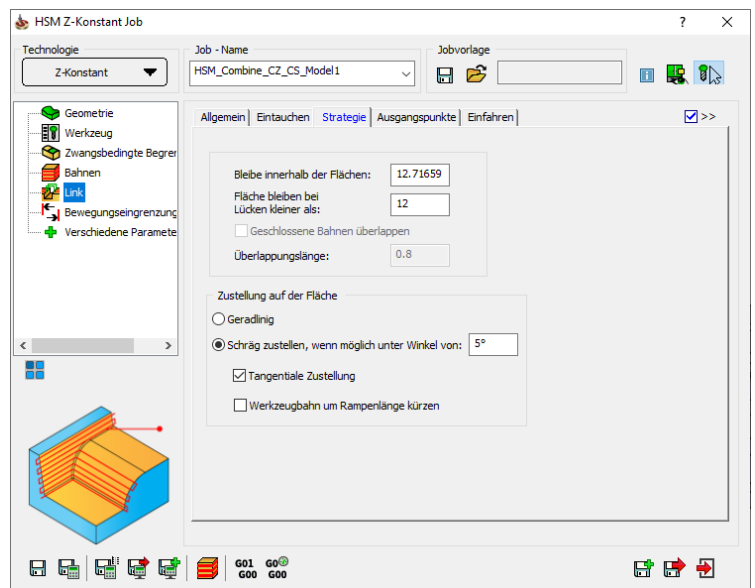 HSM Z-Konstant Job
?
Technologie
Job - Name
Jobvorlage
Z-Konstant
HSM_Combine_CZ_CS_Model1
Geometrie
Werkzeug
Zwangsbedingte Begrer
Bahnen
Link
Bewegungseingrenzung
Verschiedene Paramete
Allgemein
Eintauchen
Strategie
Ausgangspunkte
Einfahren
>>
Bleibe innerhalb der Flächen:
12.71659
Fläche bleiben bei
Lücken kleiner als:
12
Geschlossene Bahnen überlappen
Überlappungslänge:
0.8
Zustellung auf der Fläche
Geradlinig
Schräg zustellen, wenn möglich unter Winkel von:
5°
Tangentiale Zustellung
Werkzeugbahn um Rampenlänge kürzen
G01 G0
G00 G00